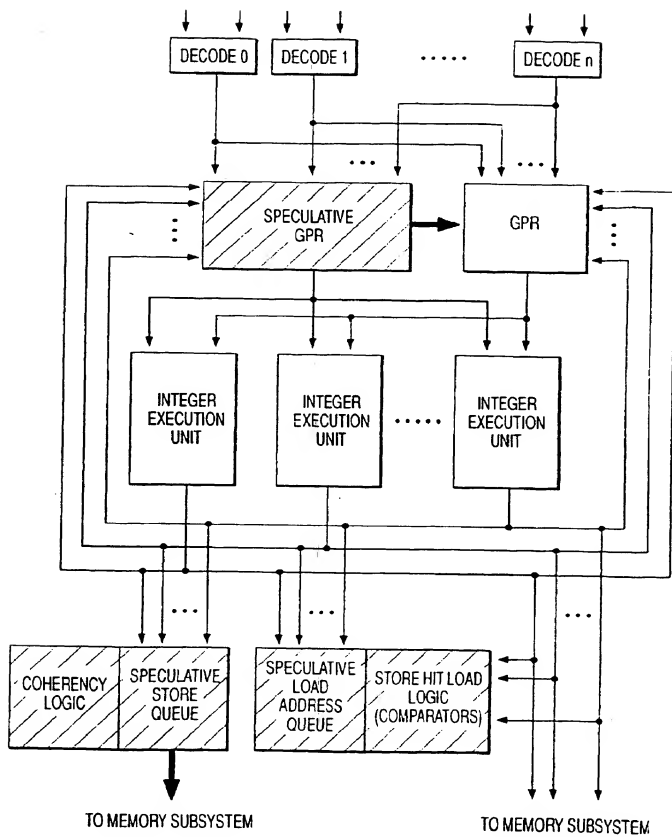 DECODE 0
DECODE 1
DECODE n
SPECULATIVE
GPR
GPR
INTEGER
EXECUTION
UNIT
INTEGER
EXECUTION
UNIT
INTEGER
EXECUTION
UNIT
COHERENCY
LOGIC
SPECULATIVE
STORE
QUEUE
SPECULATIVE
LOAD
ADDRESS
QUEUE
STORE HIT LOAD
LOGIC
(COMPARATORS)
TO MEMORY SUBSYSTEM
TO MEMORY SUBSYSTEM